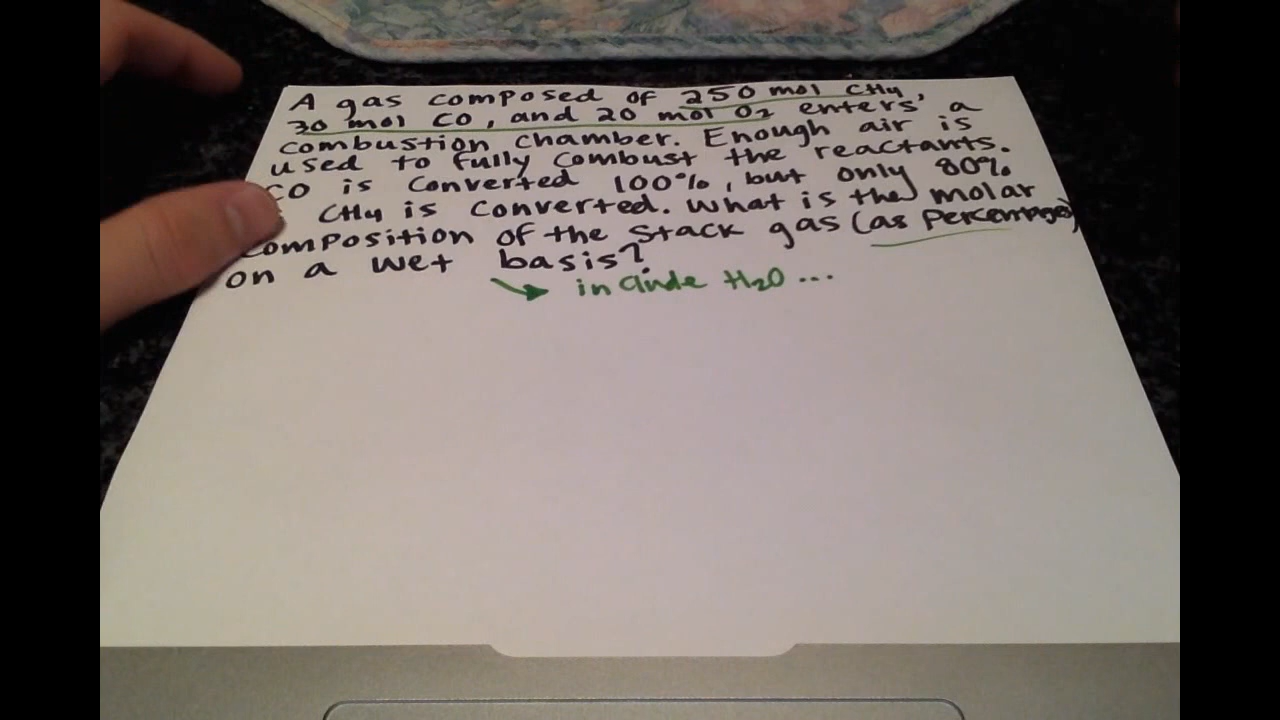 A gas composed of 250 mol CH4,
30 mol CO, and 20 mol O2 enters a
combustion chamber. Enough air is
used to fully combust the reactants.
CO is converted 100%, but only 80%
CH4 is converted. What is the molar
composition of the stack gas (as percentage)
on a wet basis?
include H2O ...